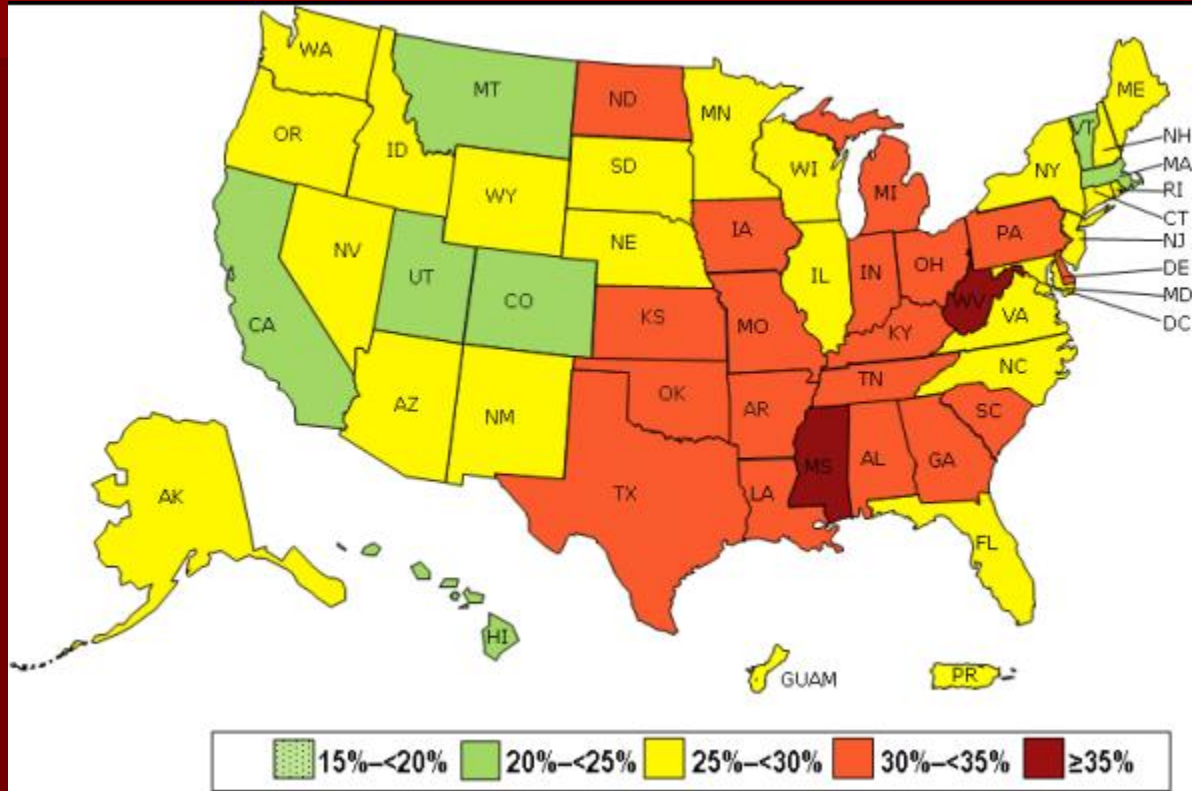 WA
MT
ND
MN
ME
VT
NH
OR
ID
SD
WI
NY
MA
WY
MI
RI
CT
IA
PA
NJ
NE
NV
UT
CO
IL
IN
OH
DE
WV
MD
CA
KS
MO
KY
VA
DC
NC
TN
AZ
NM
OK
AR
SC
MS
AL
GA
AK
TX
LA
FL
HI
GUAM
PR
15%–<20% 20%–<25% 25%–<30% 30%–<35% ≥35%